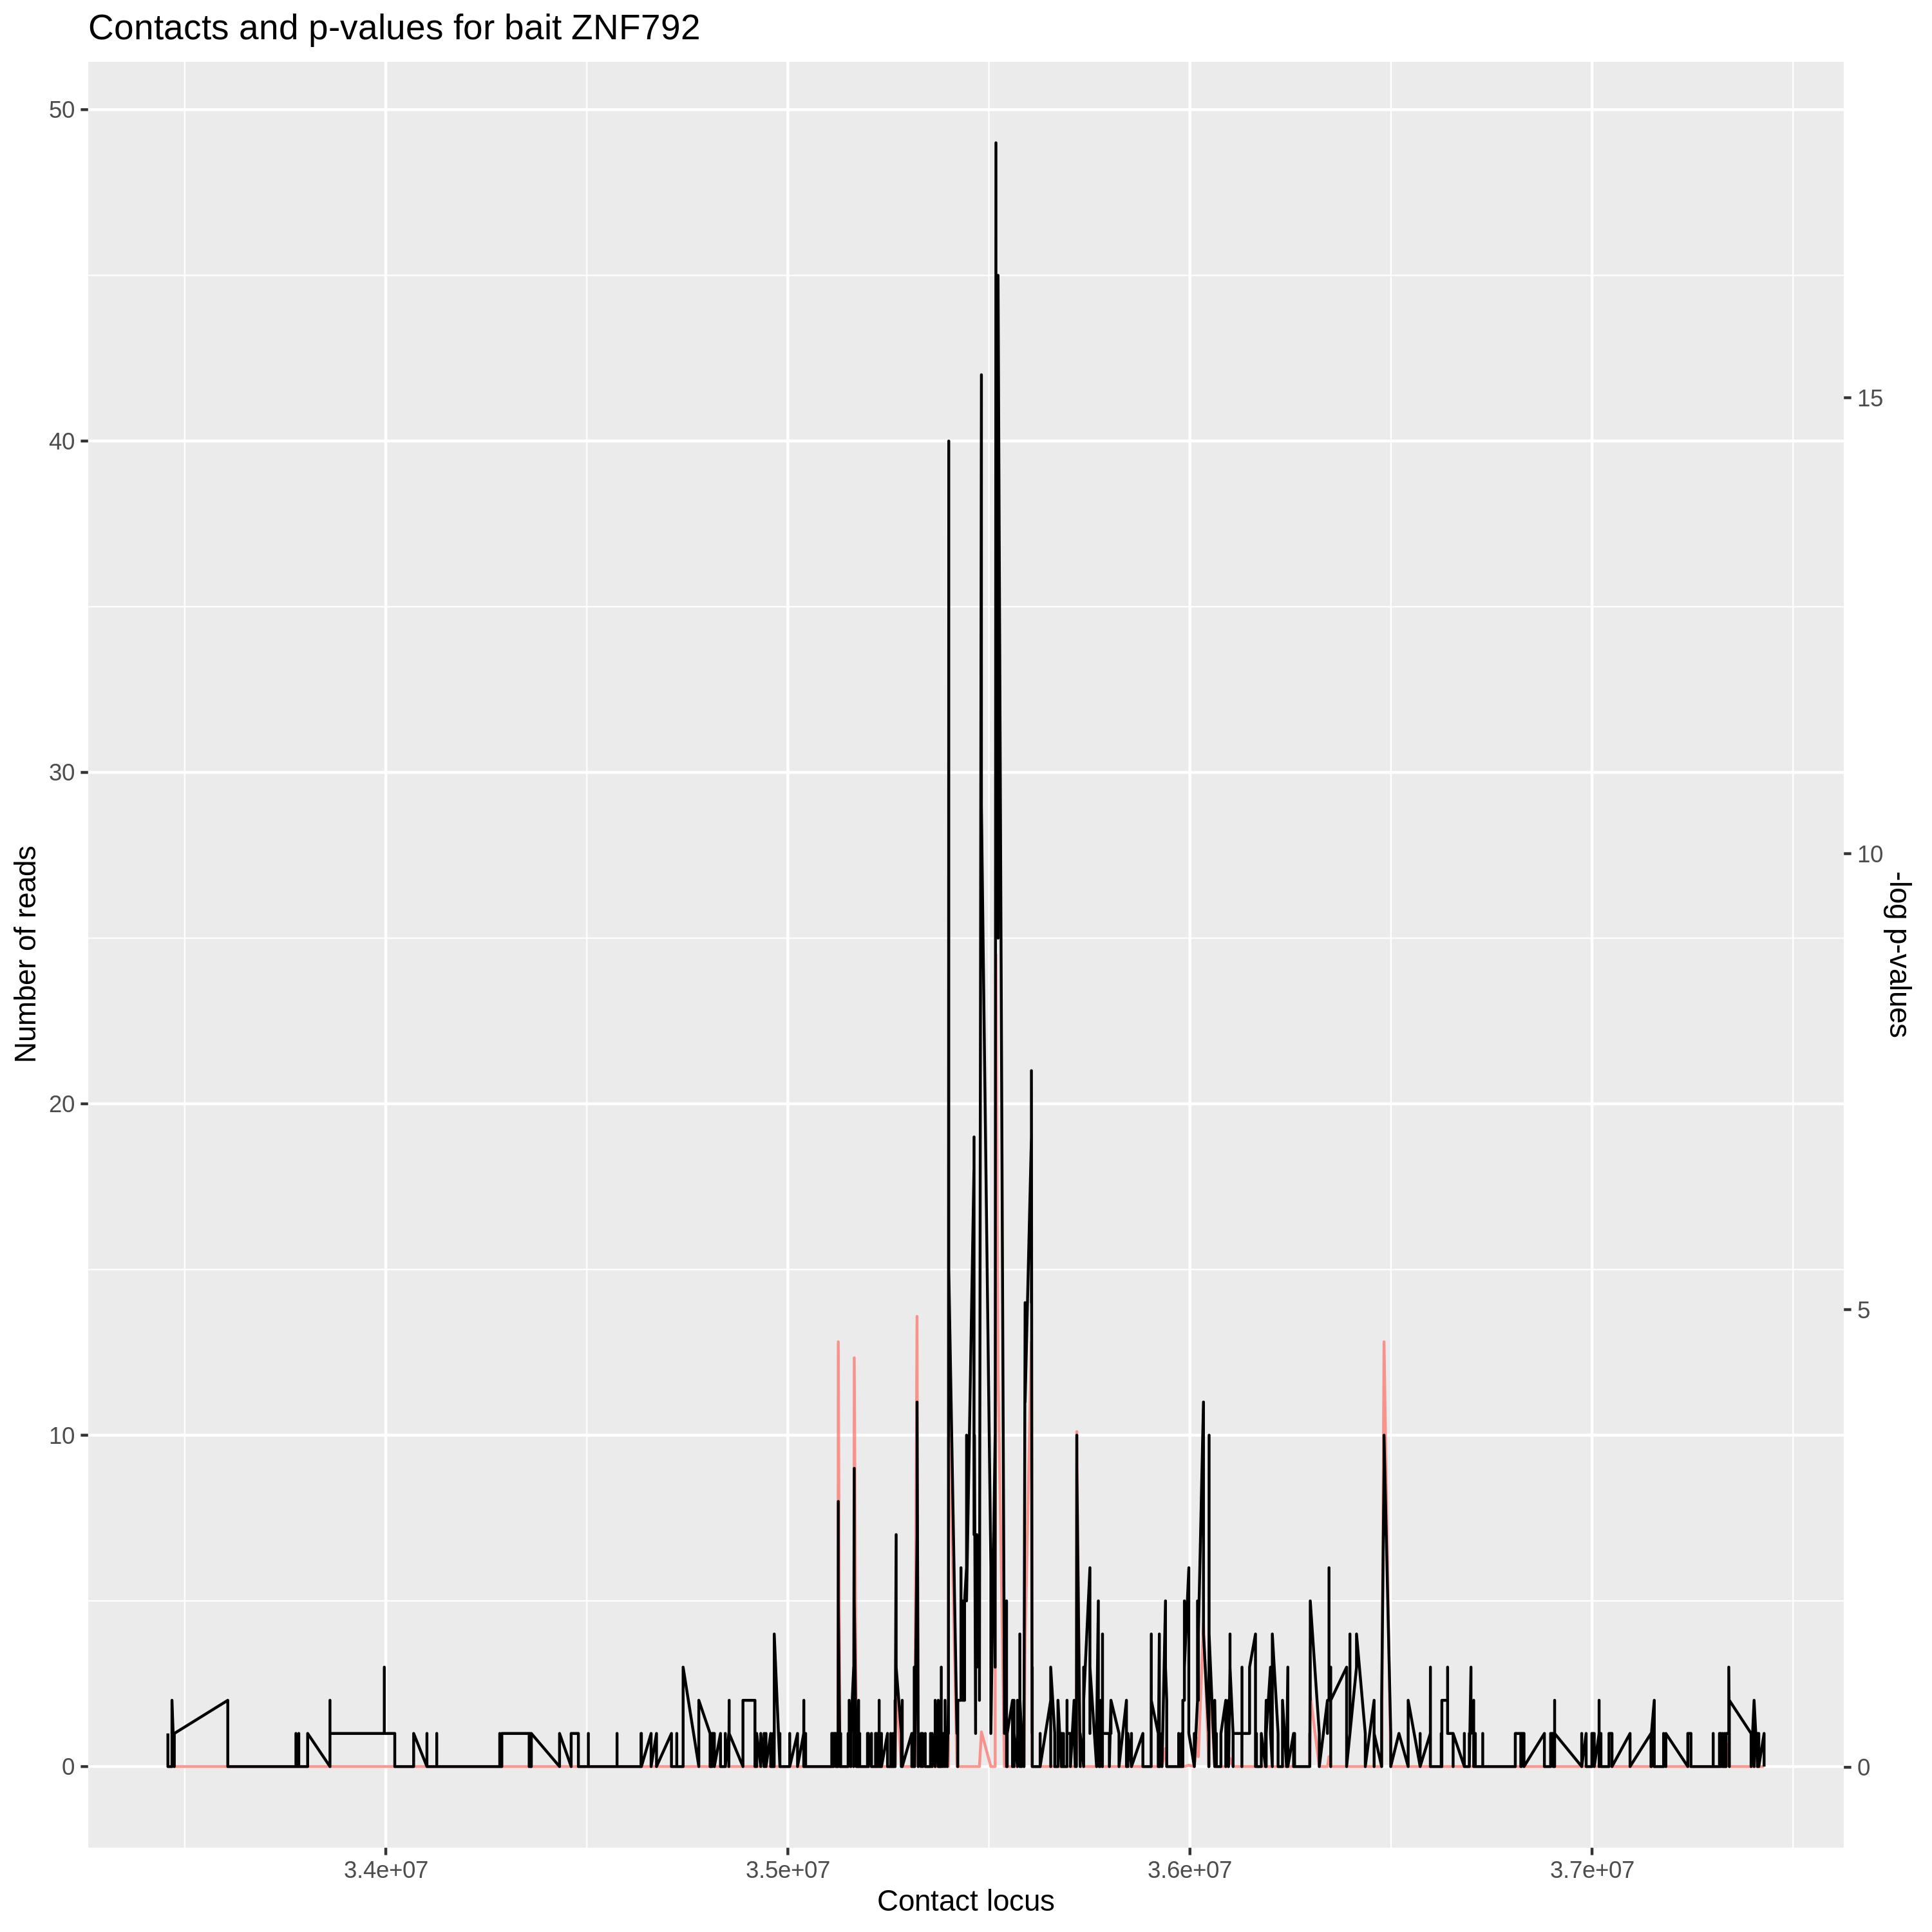 Contacts and p-values for bait ZNF792
50
40
30
20
10
0
Number of reads
15
10
5
0
-log p-values
3.4e+07
3.5e+07
3.6e+07
3.7e+07
Contact locus